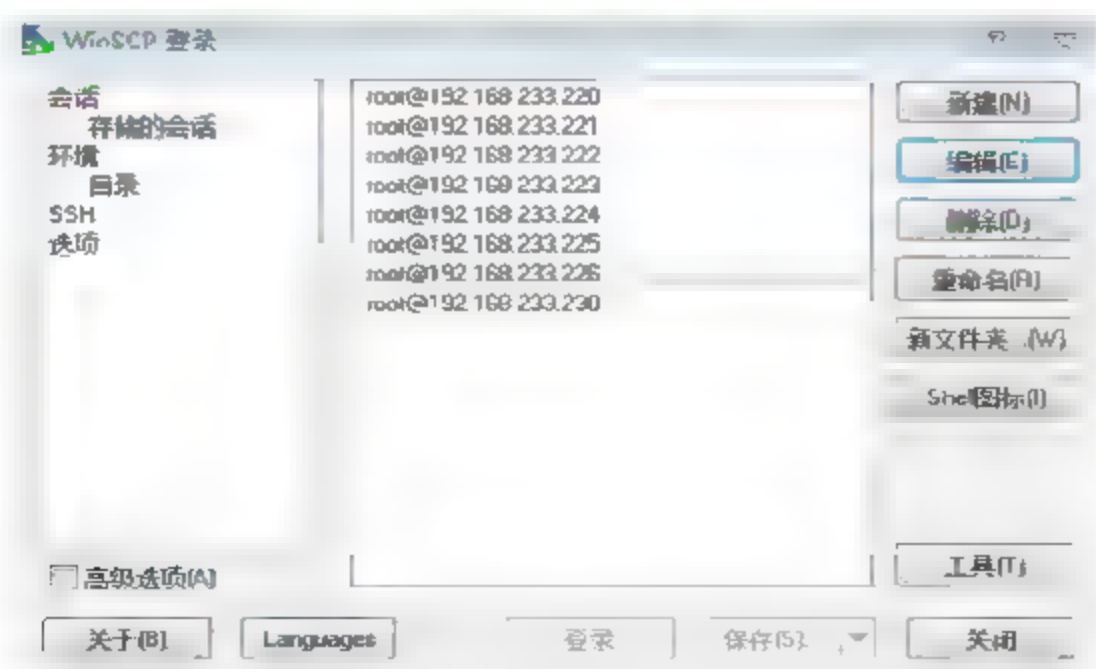 WinSCP 登录
会话
存储的会话
环境
目录
SSH
选项
root@192.168.233.220
root@192.168.233.221
root@192.168.233.222
root@192.168.233.223
root@192.168.233.224
root@192.168.233.225
root@192.168.233.226
root@192.168.233.230
新建(N)
编辑(E)
删除(D)
重命名(R)
新文件夹...(W)
Shell图标(I)
工具(T)
高级选项(A)
关于(B)
Languages
登录
保存(S)
关闭